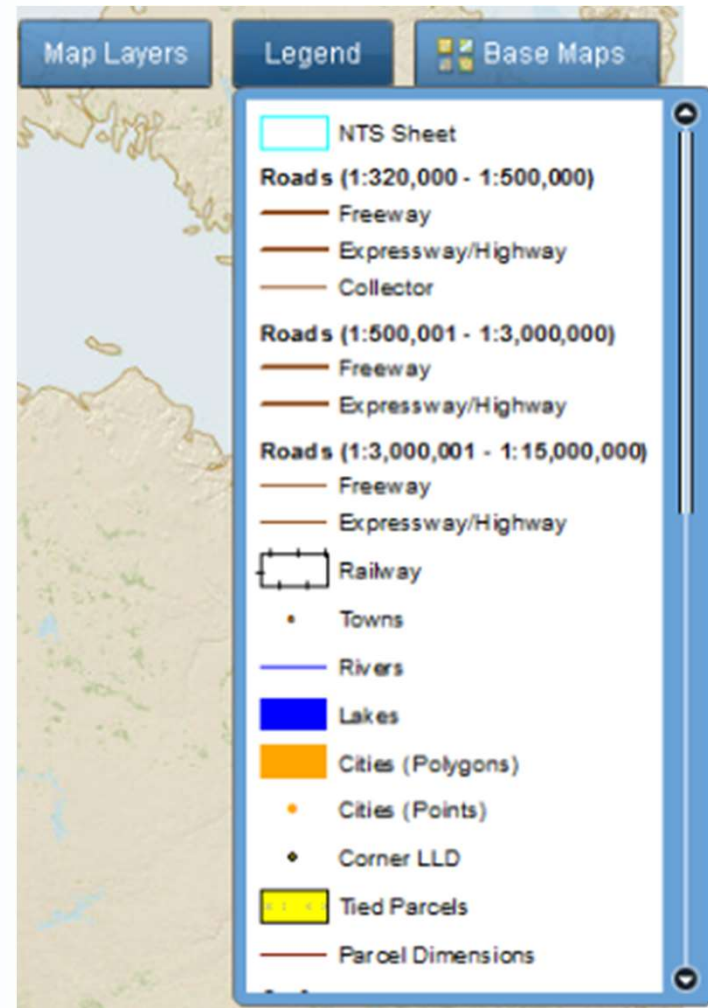 Map Layers
Legend
Base Maps
NTS Sheet
Roads (1:320,000 - 1:500,000)
Freeway
Expressway/Highway
Collector
Roads (1:500,001 - 1:3,000,000)
Freeway
Expressway/Highway
Roads (1:3,000,001 - 1:15,000,000)
Freeway
Expressway/Highway
Railway
Towns
Rivers
Lakes
Cities (Polygons)
Cities (Points)
Corner LLD
Tied Parcels
Parcel Dimensions